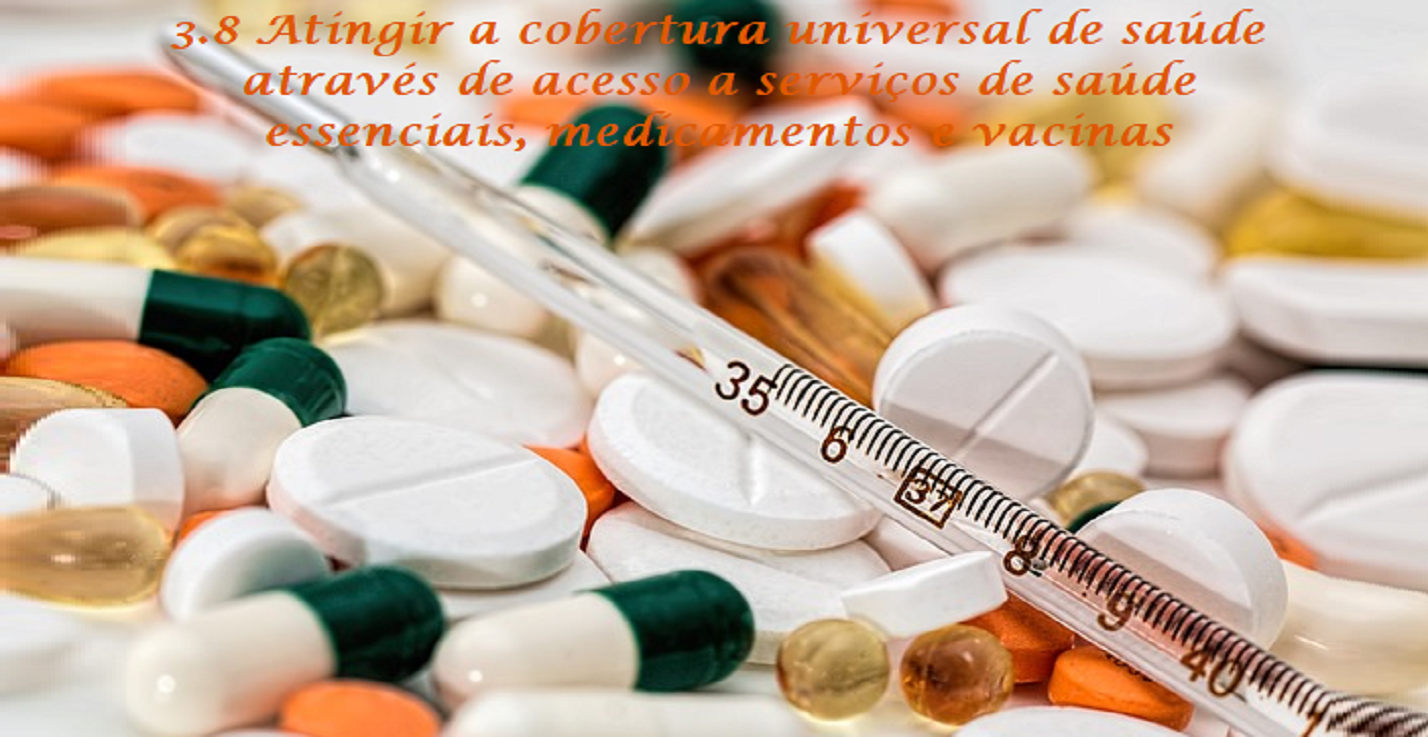 3.8 Atingir a cobertura universal de saúde
através de acesso a serviços de saúde
essenciais, medicamentos e vacinas
35
6
37
8
9
40
1